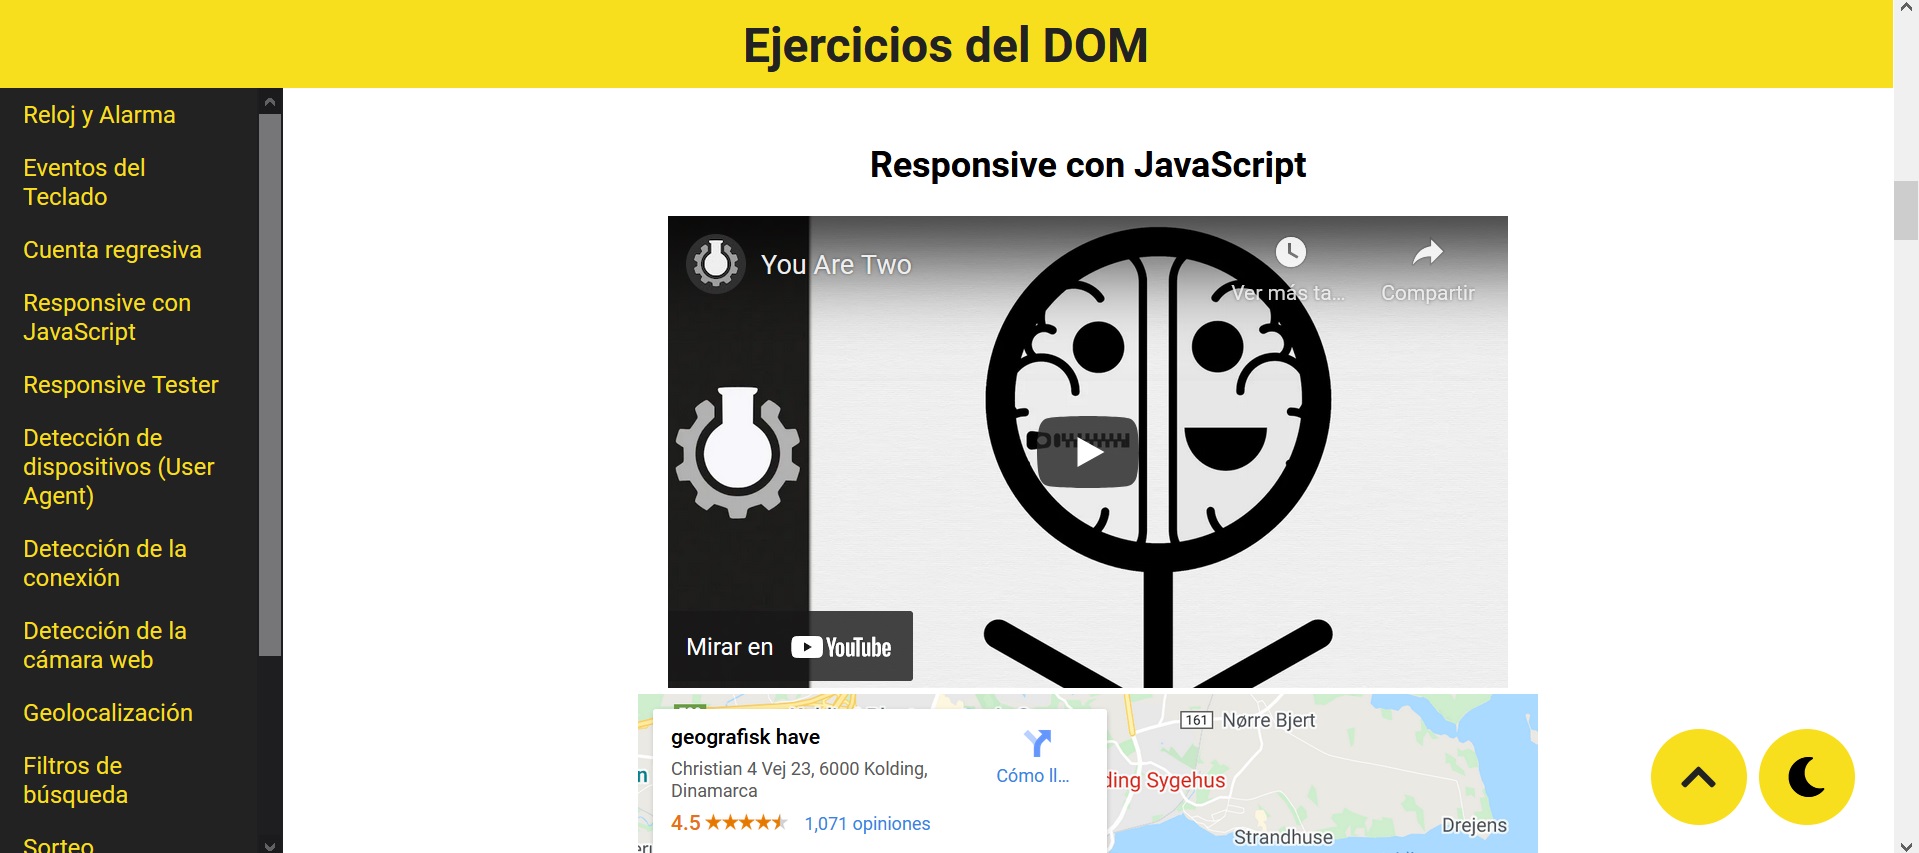 Ejercicios del DOM
Reloj y Alarma
Eventos del
Teclado
Cuenta regresiva
Responsive con
JavaScript
Responsive Tester
Detección de
dispositivos (User
Agent)
Detección de la
conexión
Detección de la
cámara web
Geolocalización
Filtros de
búsqueda
Sorteo
Responsive con JavaScript
You Are Two
Ver más ta...
Compartir
Mirar en YouTube
geografisk have
Christian 4 Vej 23, 6000 Kolding,
Dinamarca
4.5
1,071 opiniones
Cómo ll...
161 Nørre Bjert
ding Sygehus
Strandhuse
Drejens